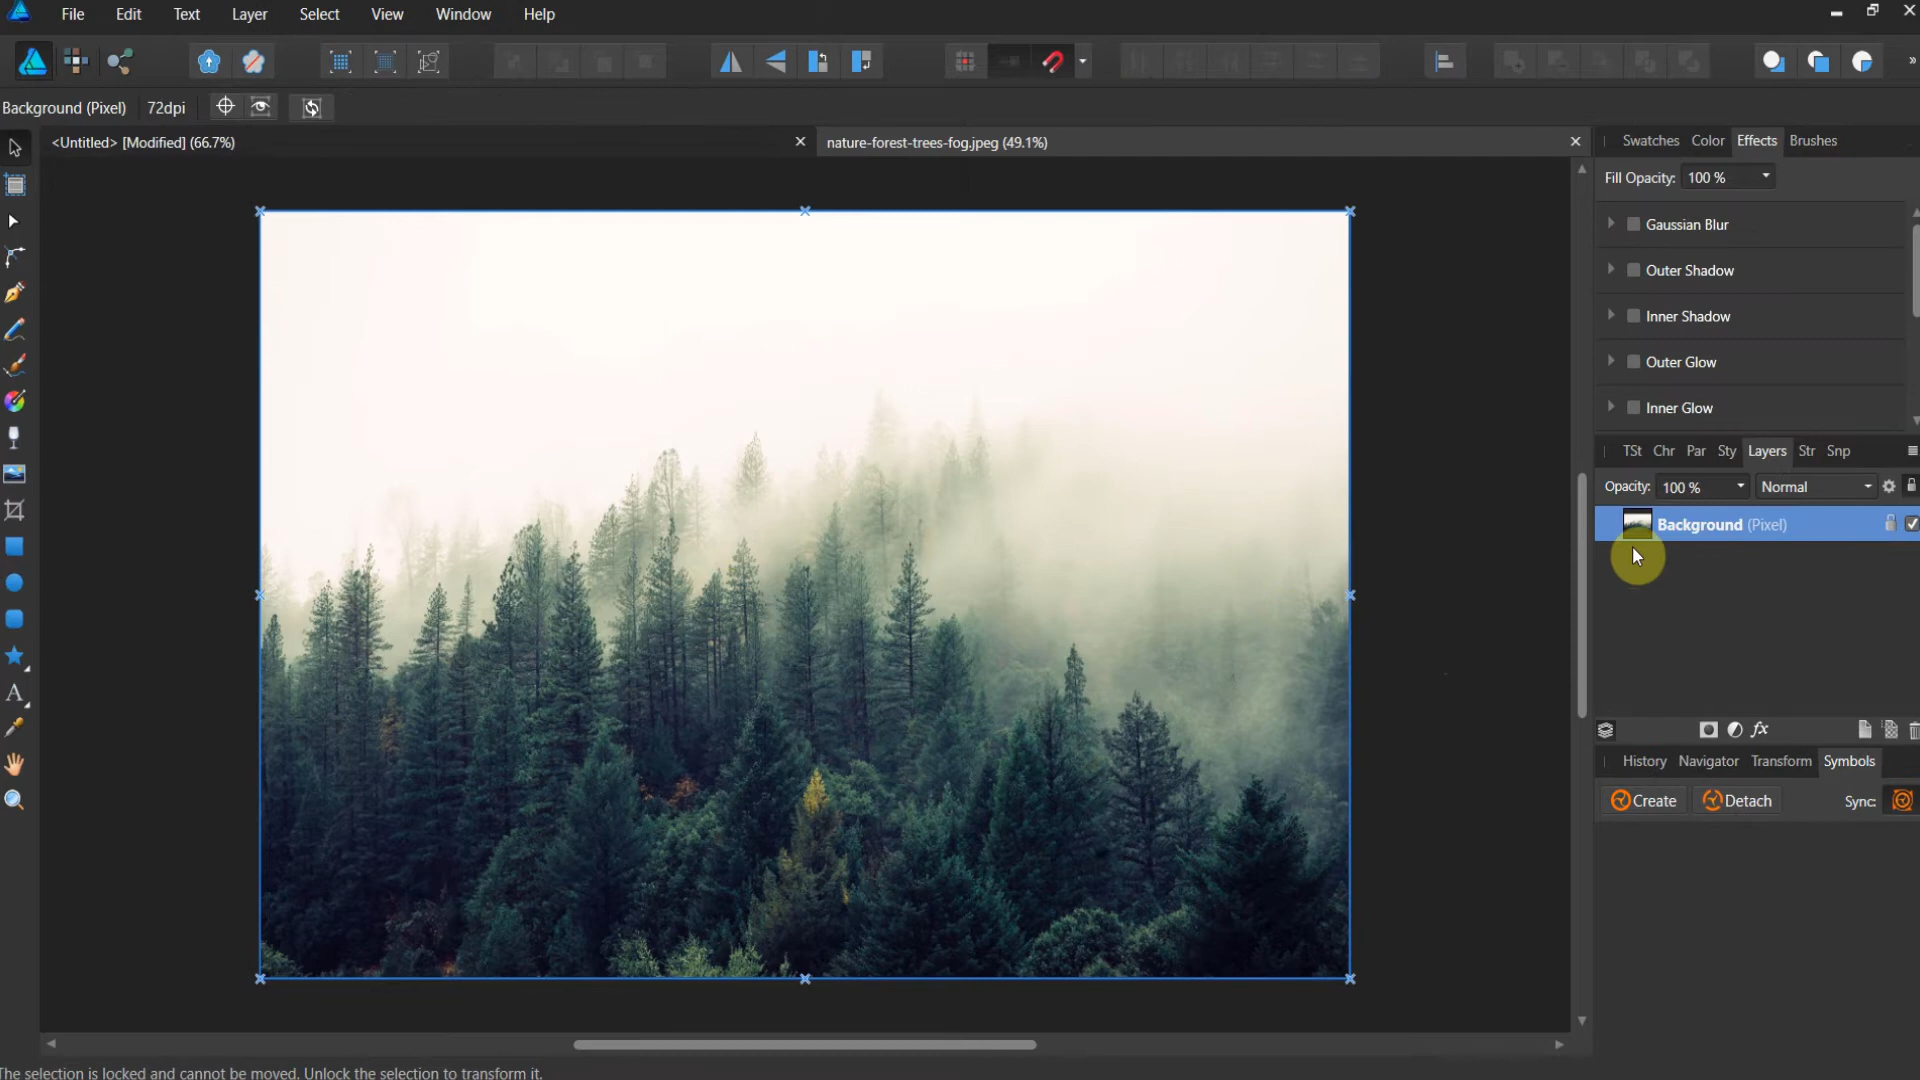 File Edit Text Layer Select View Window Help
Background (Pixel) 72dpi
<Untitled> [Modified] (66.7%)
nature-forest-trees-fog.jpeg (49.1%)
Swatches Color Effects Brushes
Fill Opacity: 100 %
Gaussian Blur
Outer Shadow
Inner Shadow
Outer Glow
Inner Glow
TSt Chr Par Sty Layers Str Snp
Opacity: 100 % Normal
Background (Pixel)
fx
History Navigator Transform Symbols
Create Detach Sync:
The selection is locked and cannot be moved. Unlock the selection to transform it.